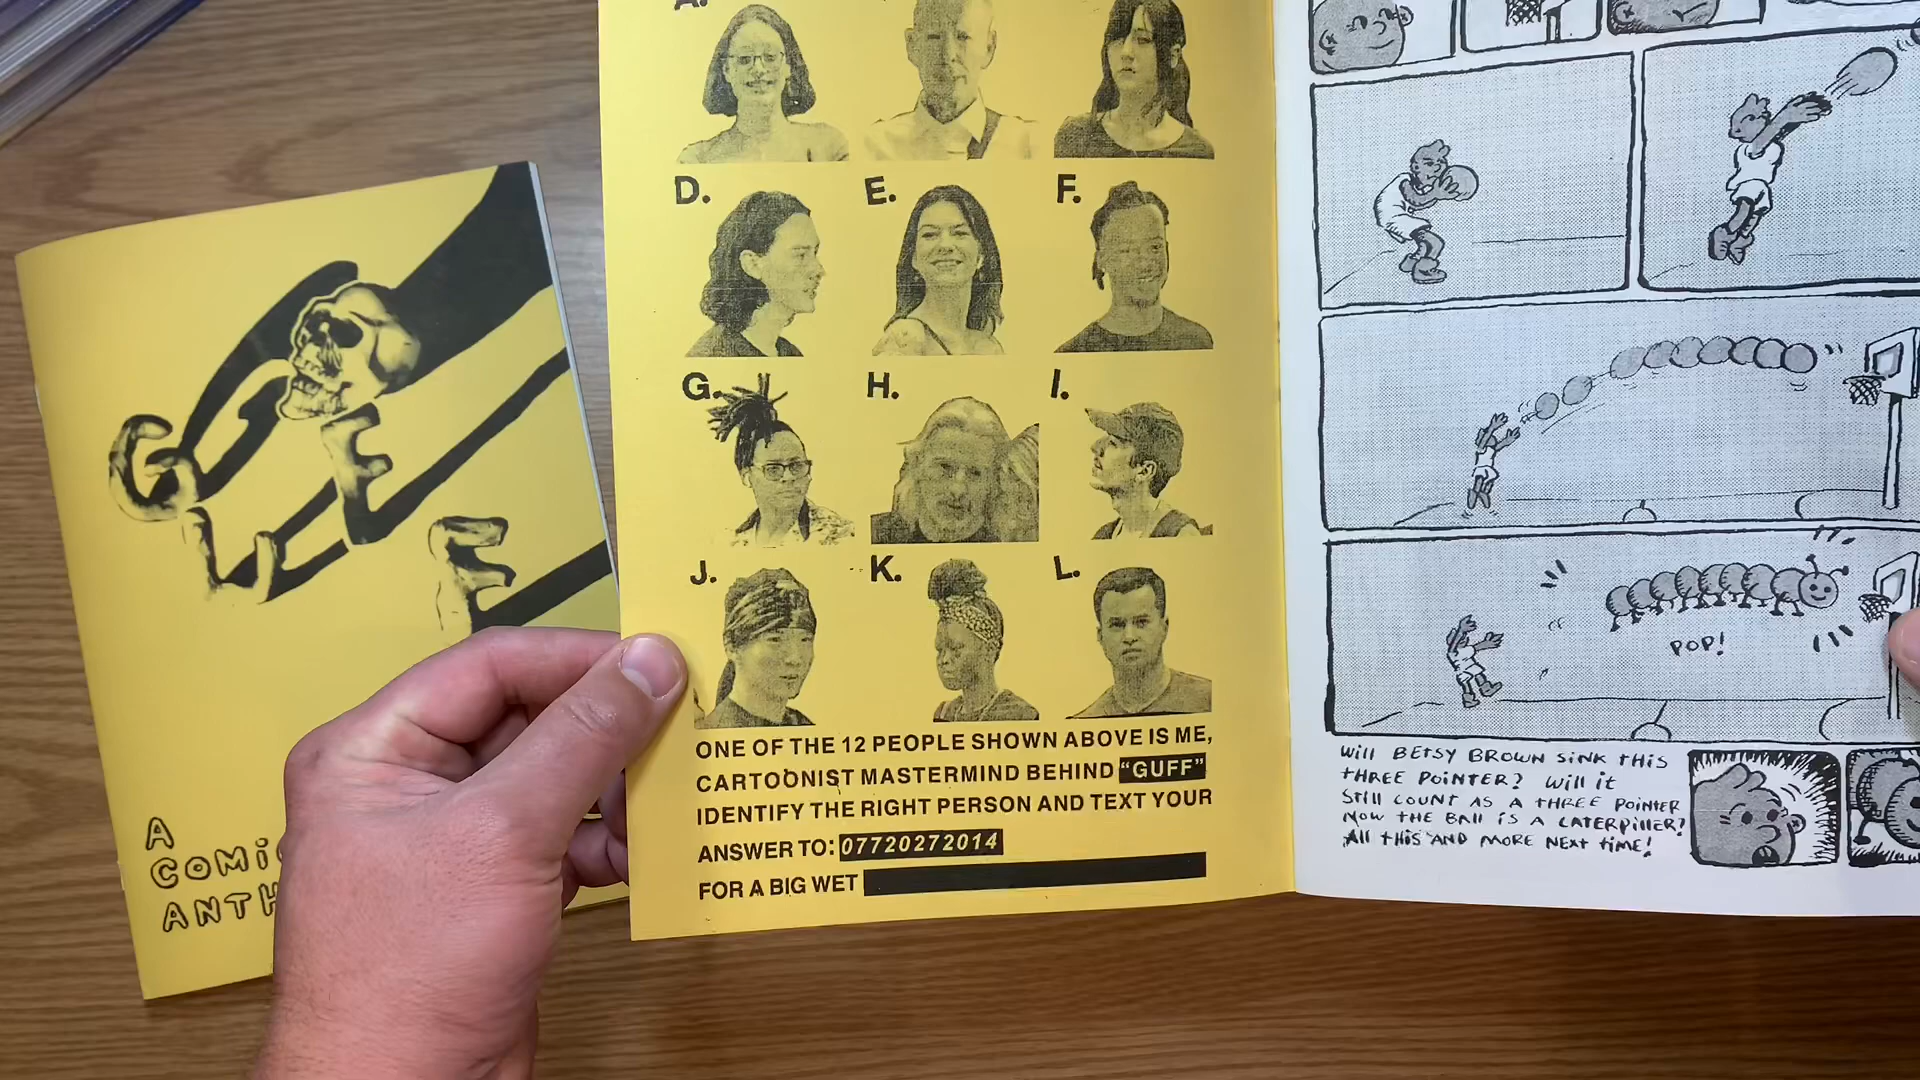 GUFF
A
COMI
ANTH
A.
D. E. F.
G. H. I.
J. K. L.
ONE OF THE 12 PEOPLE SHOWN ABOVE IS ME,
CARTOONIST MASTERMIND BEHIND "GUFF"
IDENTIFY THE RIGHT PERSON AND TEXT YOUR
ANSWER TO: 07720272014
FOR A BIG WET
POP!
Will BETSY BROWN SiNK THiS
THREE POiNTER? Will it
Still COUNT AS A THREE POiNTER
NOW THE BALL iS A CATERPiLLER?
All THiS AND MORE NEXT TiME!